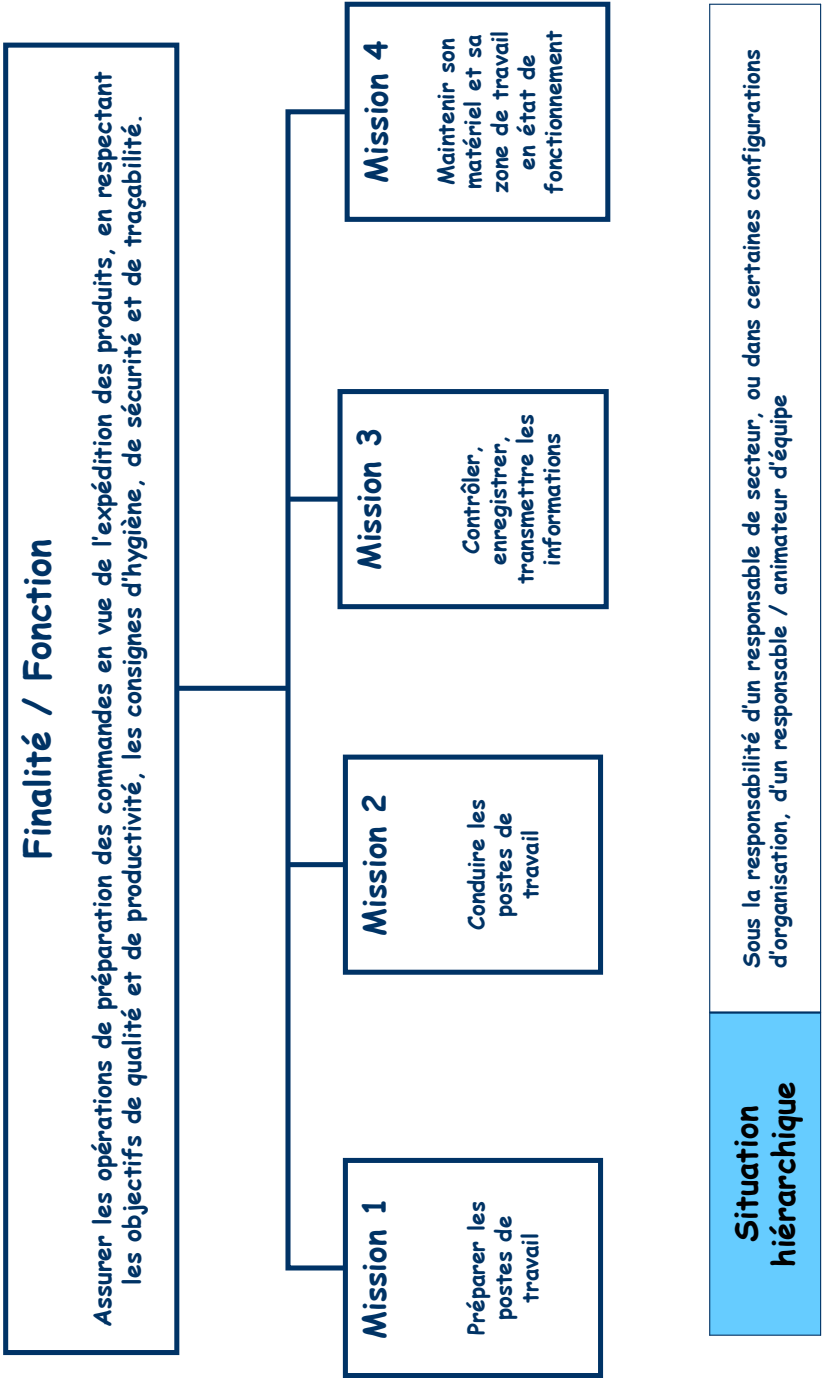 Finalité / Fonction
Assurer les opérations de préparation des commandes en vue de l'expédition des produits, en respectant
les objectifs de qualité et de productivité, les consignes d'hygiène, de sécurité et de traçabilité.
Mission 1
Préparer les
postes de
travail
Mission 2
Conduire les
postes de
travail
Mission 3
Contrôler,
enregistrer,
transmettre les
informations
Mission 4
Maintenir son
matériel et sa
zone de travail
en état de
fonctionnement
Situation
hiérarchique
Sous la responsabilité d'un responsable de secteur, ou dans certaines configurations
d'organisation, d'un responsable / animateur d'équipe